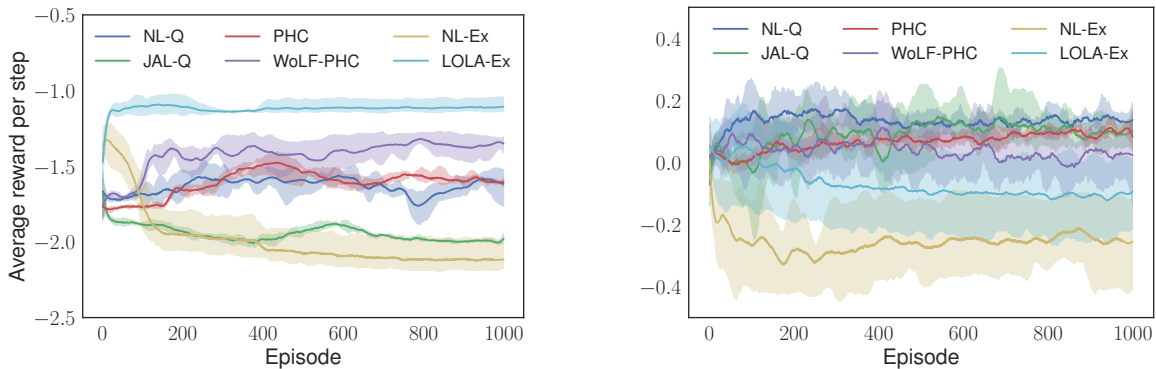 −0.5
NL-Q PHC NL-Ex
JAL-Q WoLF-PHC LOLA-Ex
−1.0
−1.5
−2.0
−2.5
Average reward per step
0 200 400 600 800 1000
Episode
0.4
NL-Q PHC NL-Ex
JAL-Q WoLF-PHC LOLA-Ex
0.2
0.0
−0.2
−0.4
0 200 400 600 800 1000
Episode